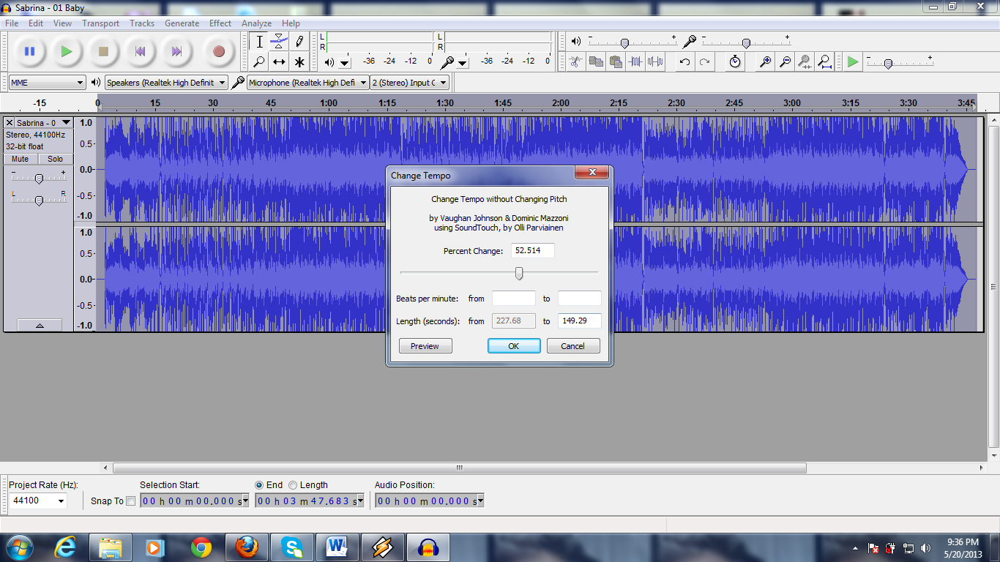 Sabrina - 01 Baby
File Edit View Transport Tracks Generate Effect Analyze Help
L
R
-36 -24 -12 0
L
R
-36 -24 -12 0
MME Speakers (Realtek High Definit Microphone (Realtek High Defi 2 (Stereo) Input C
-15 0 15 30 45 1:00 1:15 1:30 1:45 2:00 2:15 2:30 2:45 3:00 3:15 3:30 3:45
Sabrina - 0
Stereo, 44100Hz
32-bit float
Mute Solo
- +
L R
1.0
0.5-
0.0-
-0.5-
-1.0
1.0
0.5-
0.0-
-0.5-
-1.0
Change Tempo
Change Tempo without Changing Pitch
by Vaughan Johnson & Dominic Mazzoni
using SoundTouch, by Olli Parviainen
Percent Change: 52.514
Beats per minute: from to
Length (seconds): from 227.68 to 149.29
Preview OK Cancel
Project Rate (Hz): Selection Start: End Length Audio Position:
44100 Snap To 00 h 00 m 00.000 s 00 h 03 m 47.683 s 00 h 00 m 00.000 s
9:36 PM
5/20/2013